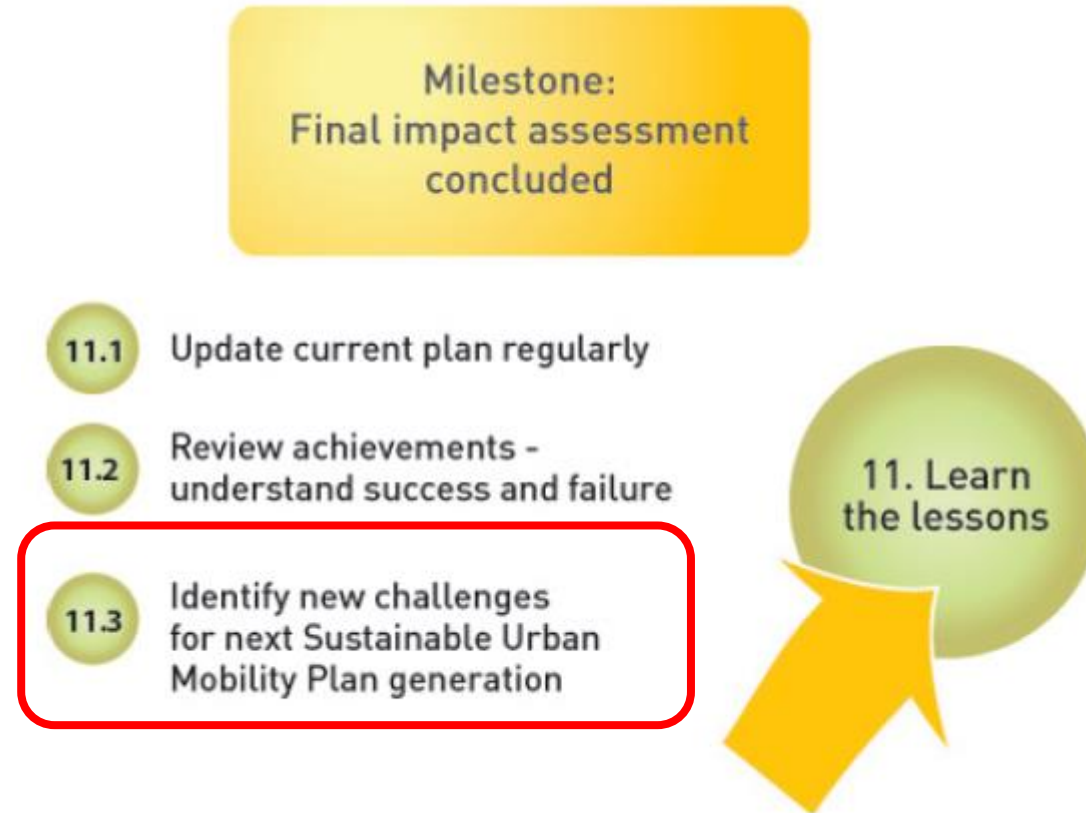 Milestone:
Final impact assessment
concluded
11.1 Update current plan regularly
11.2 Review achievements -
understand success and failure
11.3 Identify new challenges
for next Sustainable Urban
Mobility Plan generation
11. Learn
the lessons